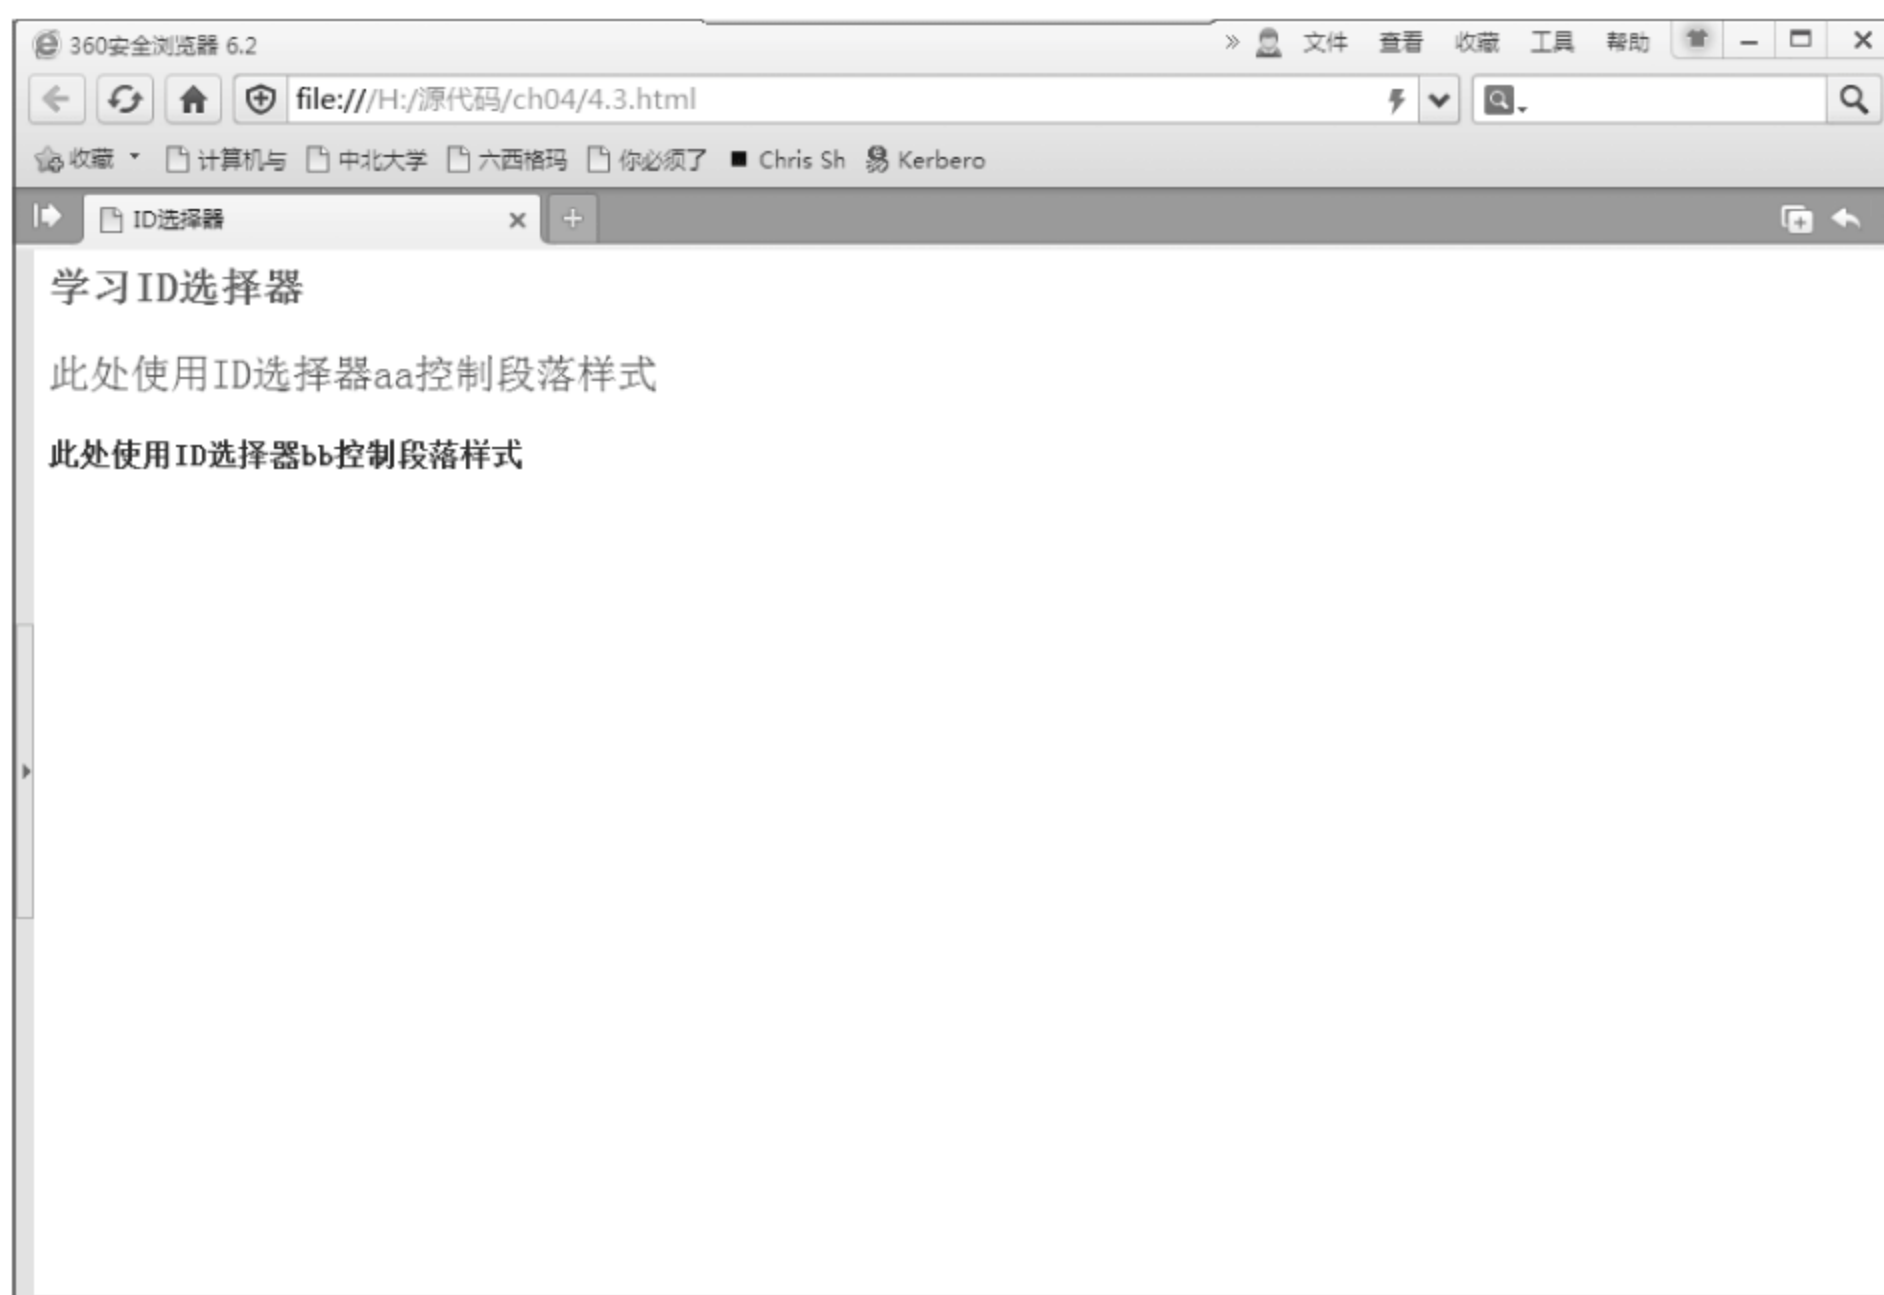 360安全浏览器 6.2
» 文件 查看 收藏 工具 帮助
file:///H:/源代码/ch04/4.3.html
收藏 计算机与 中北大学 六西格玛 你必须了 Chris Sh Kerbero
ID选择器
学习ID选择器
此处使用ID选择器aa控制段落样式
此处使用ID选择器bb控制段落样式